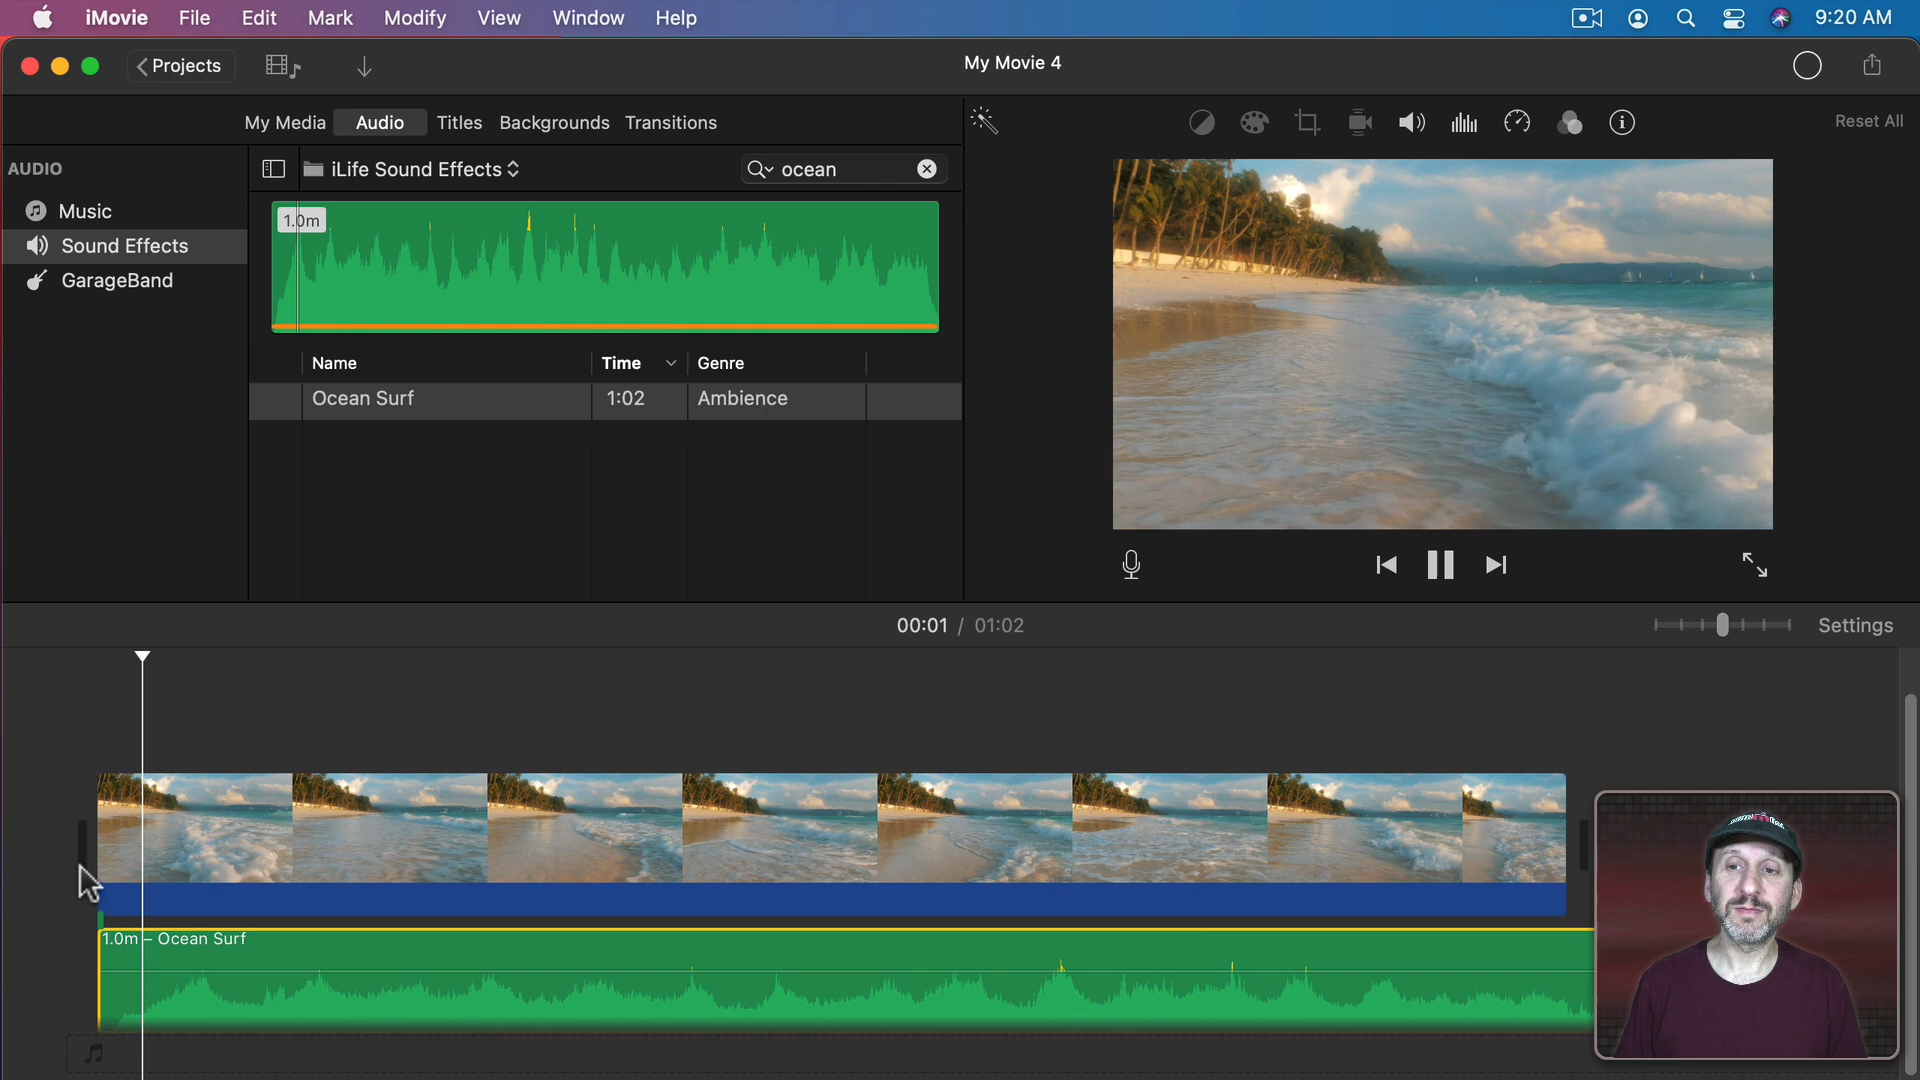 iMovie File Edit Mark Modify View Window Help 9:20 AM
Projects My Movie 4
My Media Audio Titles Backgrounds Transitions Reset All
AUDIO iLife Sound Effects ocean
Music
Sound Effects
GarageBand
1.0m
Name Time Genre
Ocean Surf 1:02 Ambience
00:01 / 01:02 Settings
1.0m – Ocean Surf